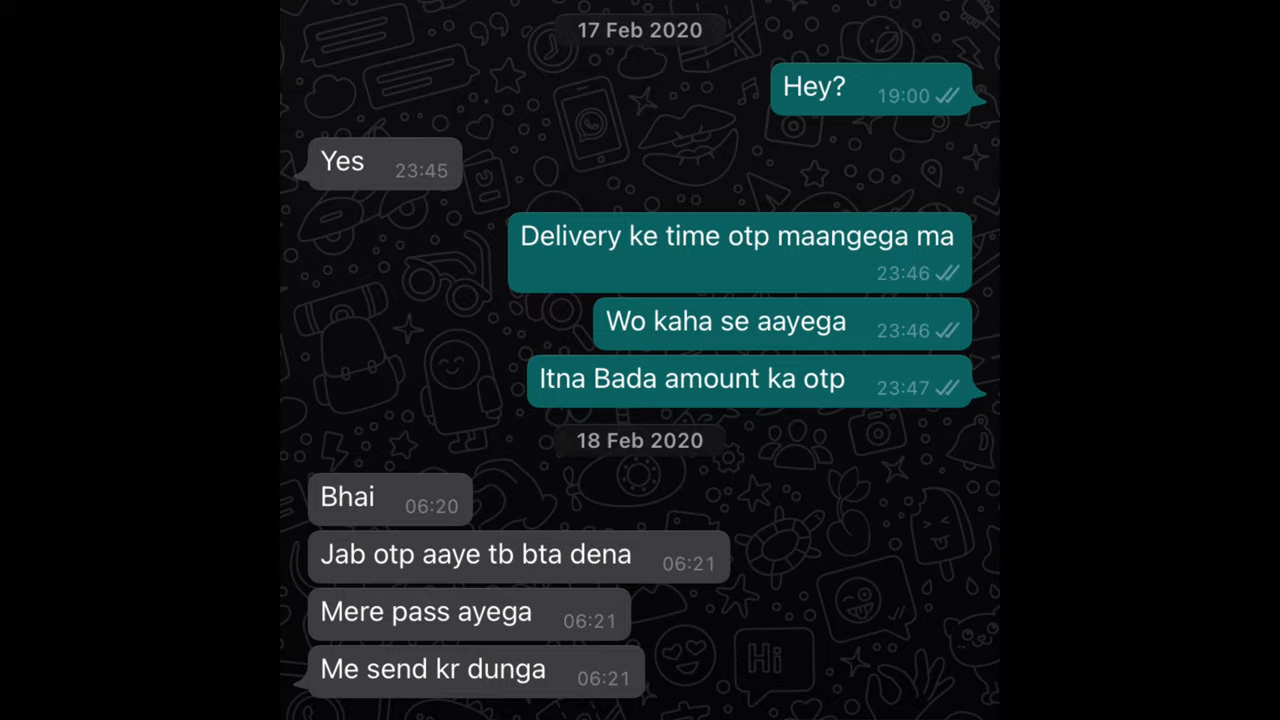 17 Feb 2020
Hey? 19:00
Yes 23:45
Delivery ke time otp maangega ma
23:46
Wo kaha se aayega 23:46
Itna Bada amount ka otp 23:47
18 Feb 2020
Bhai 06:20
Jab otp aaye tb bta dena 06:21
Mere pass ayega 06:21
Me send kr dunga 06:21
Hi